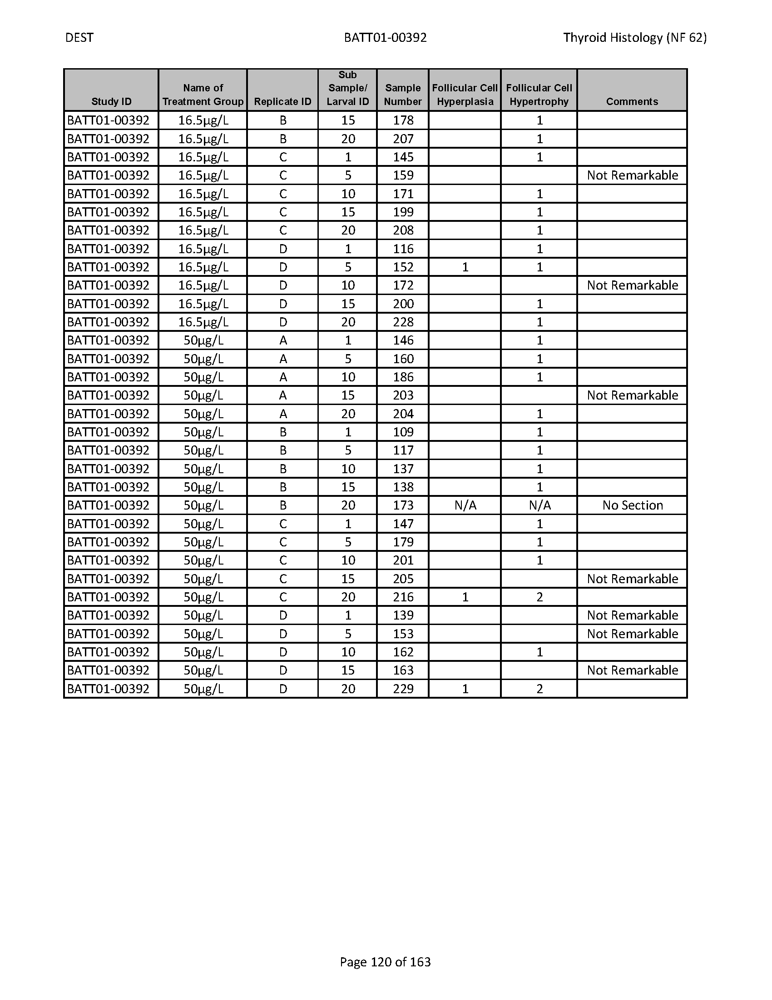 DEST BATT01-00392 Thyroid Histology (NF 62)
Study ID Name of Treatment Group Replicate ID Sub Sample/ Larval ID Sample Number Follicular Cell Hyperplasia Follicular Cell Hypertrophy Comments
BATT01-00392 16.5µg/L B 15 178 1
BATT01-00392 16.5µg/L B 20 207 1
BATT01-00392 16.5µg/L C 1 145 1
BATT01-00392 16.5µg/L C 5 159 Not Remarkable
BATT01-00392 16.5µg/L C 10 171 1
BATT01-00392 16.5µg/L C 15 199 1
BATT01-00392 16.5µg/L C 20 208 1
BATT01-00392 16.5µg/L D 1 116 1
BATT01-00392 16.5µg/L D 5 152 1 1
BATT01-00392 16.5µg/L D 10 172 Not Remarkable
BATT01-00392 16.5µg/L D 15 200 1
BATT01-00392 16.5µg/L D 20 228 1
BATT01-00392 50µg/L A 1 146 1
BATT01-00392 50µg/L A 5 160 1
BATT01-00392 50µg/L A 10 186 1
BATT01-00392 50µg/L A 15 203 Not Remarkable
BATT01-00392 50µg/L A 20 204 1
BATT01-00392 50µg/L B 1 109 1
BATT01-00392 50µg/L B 5 117 1
BATT01-00392 50µg/L B 10 137 1
BATT01-00392 50µg/L B 15 138 1
BATT01-00392 50µg/L B 20 173 N/A N/A No Section
BATT01-00392 50µg/L C 1 147 1
BATT01-00392 50µg/L C 5 179 1
BATT01-00392 50µg/L C 10 201 1
BATT01-00392 50µg/L C 15 205 Not Remarkable
BATT01-00392 50µg/L C 20 216 1 2
BATT01-00392 50µg/L D 1 139 Not Remarkable
BATT01-00392 50µg/L D 5 153 Not Remarkable
BATT01-00392 50µg/L D 10 162 1
BATT01-00392 50µg/L D 15 163 Not Remarkable
BATT01-00392 50µg/L D 20 229 1 2
Page 120 of 163